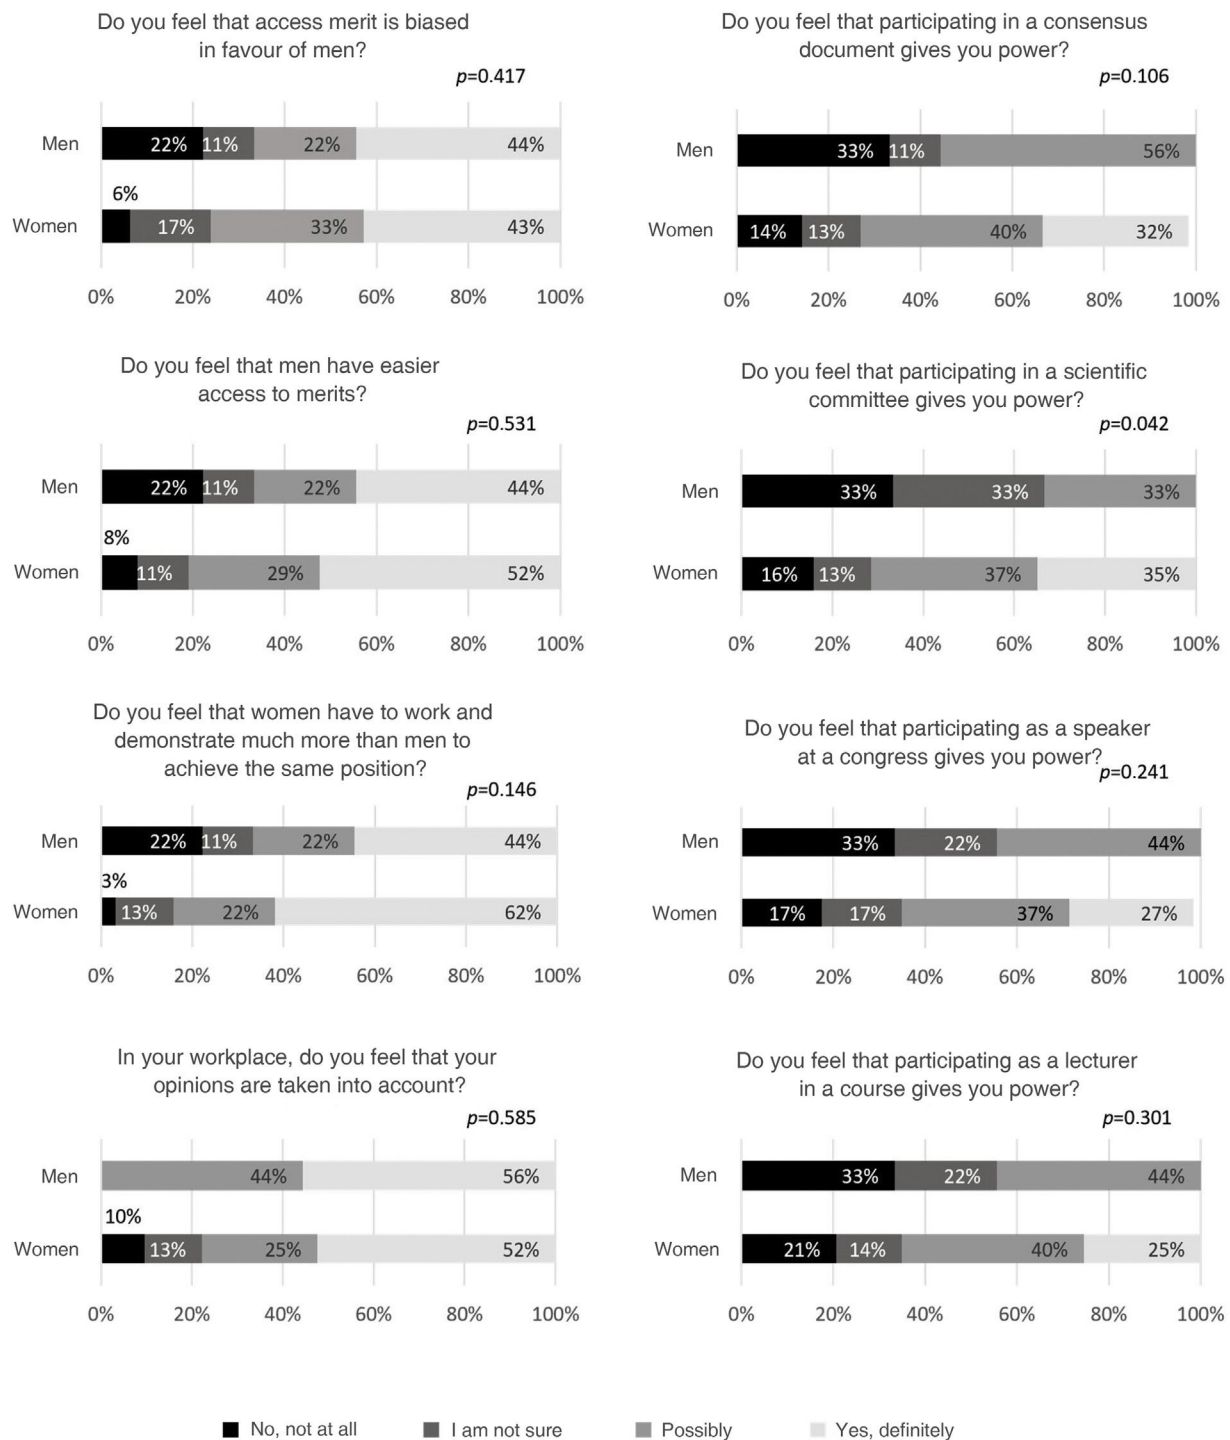 Do you feel that access merit is biased
in favour of men?
p=0.417
Men
22% 11% 22% 44%
6%
Women
17% 33% 43%
0% 20% 40% 60% 80% 100%
Do you feel that participating in a consensus
document gives you power?
p=0.106
Men
33% 11% 56%
Women
14% 13% 40% 32%
0% 20% 40% 60% 80% 100%
Do you feel that men have easier
access to merits?
p=0.531
Men
22% 11% 22% 44%
8%
Women
11% 29% 52%
0% 20% 40% 60% 80% 100%
Do you feel that participating in a scientific
committee gives you power?
p=0.042
Men
33% 33% 33%
Women
16% 13% 37% 35%
0% 20% 40% 60% 80% 100%
Do you feel that women have to work and
demonstrate much more than men to
achieve the same position?
p=0.146
Men
22% 11% 22% 44%
3%
Women
13% 22% 62%
0% 20% 40% 60% 80% 100%
Do you feel that participating as a speaker
at a congress gives you power?
p=0.241
Men
33% 22% 44%
Women
17% 17% 37% 27%
0% 20% 40% 60% 80% 100%
In your workplace, do you feel that your
opinions are taken into account?
p=0.585
Men
44% 56%
10%
Women
13% 25% 52%
0% 20% 40% 60% 80% 100%
Do you feel that participating as a lecturer
in a course gives you power?
p=0.301
Men
33% 22% 44%
Women
21% 14% 40% 25%
0% 20% 40% 60% 80% 100%
No, not at all I am not sure Possibly Yes, definitely